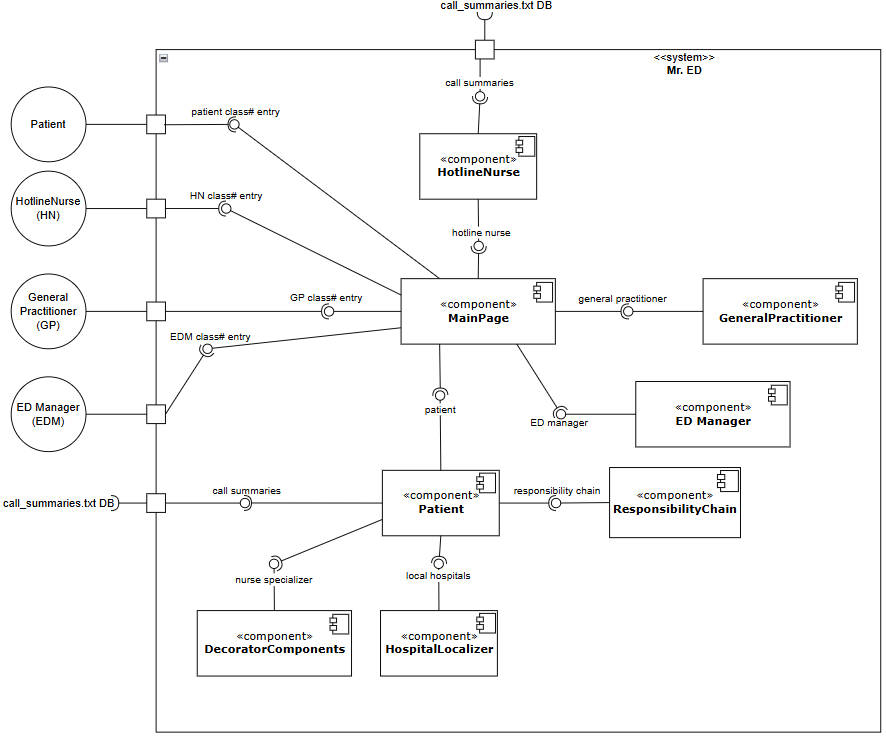 call_summaries.txt DB
<<system>>
Mr. ED
call summaries
patient class# entry
Patient
«component»
HotlineNurse
HN class# entry
HotlineNurse
(HN)
hotline nurse
General
Practitioner
(GP)
GP class# entry
«component»
MainPage
general practitioner
«component»
GeneralPractitioner
EDM class# entry
ED Manager
(EDM)
patient
ED manager
«component»
ED Manager
call_summaries.txt DB
call summaries
«component»
Patient
responsibility chain
«component»
ResponsibilityChain
nurse specializer
local hospitals
«component»
DecoratorComponents
«component»
HospitalLocalizer